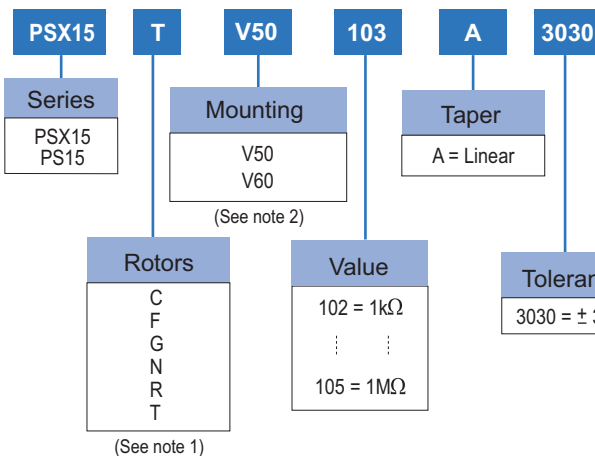 PSX15 T V50 103 A 3030
Series
PSX15
PS15
Mounting
V50
V60
(See note 2)
Taper
A = Linear
Rotors
C
F
G
N
R
T
(See note 1)
Value
102 = 1kΩ
105 = 1MΩ
3030 = ±